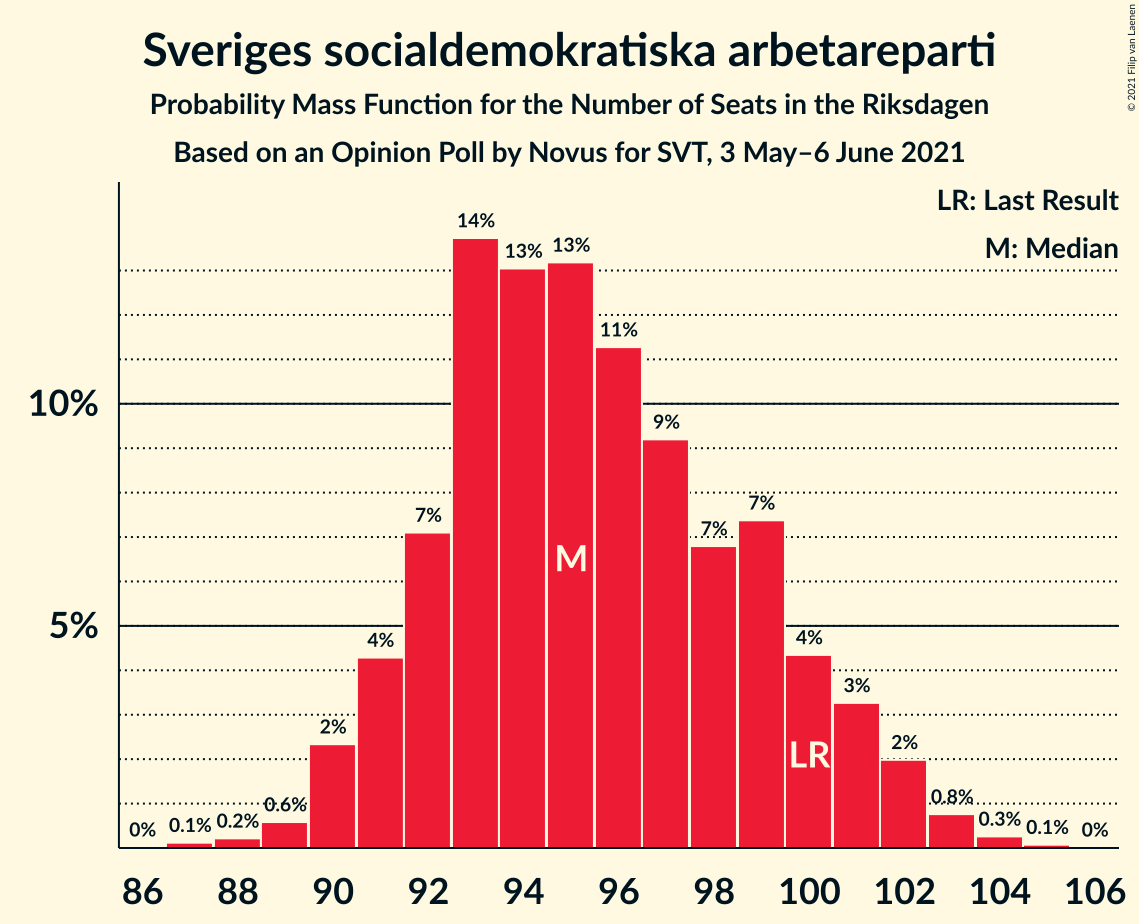 Sveriges socialdemokratiska arbetareparti
Probability Mass Function for the Number of Seats in the Riksdagen
Based on an Opinion Poll by Novus for SVT, 3 May–6 June 2021
© 2021 Filip van Laenen
LR: Last Result
M: Median
14%
13%
13%
11%
10%
9%
7%
7%
7%
M
5%
4%
4%
3%
2%
LR
2%
0.6%
0.8%
0%
0.1%
0.2%
0.3%
0.1%
0%
86 88 90 92 94 96 98 100 102 104 106